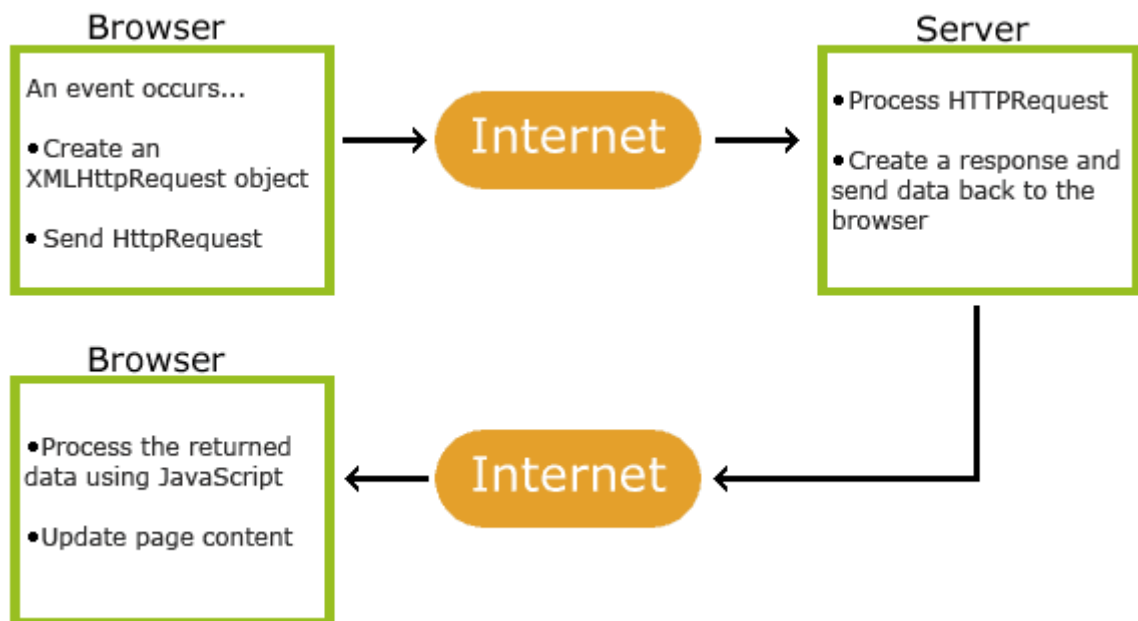 Browser
An event occurs...
•Create an
XMLHttpRequest object
• Send HttpRequest
Internet
Server
•Process HTTPRequest
•Create a response and
send data back to the
browser
Browser
•Process the returned
data using JavaScript
•Update page content
Internet